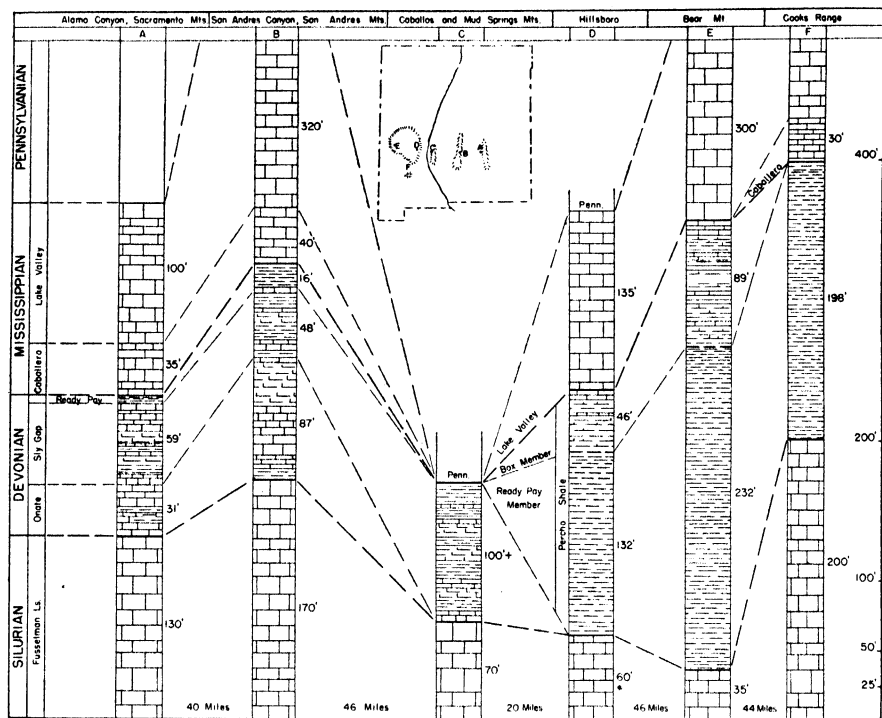 Alamo Canyon, Sacramento Mts.
San Andres Canyon, San Andres Mts.
Caballos and Mud Springs Mts.
Hillsboro
Bear Mt
Cooks Range
A
B
C
D
E
F
PENNSYLVANIAN
MISSISSIPPIAN
DEVONIAN
SILURIAN
Lake Valley
Caballero
Ready Pay
Sly Gap
Onate
Fusselman Ls.
100'
35'
59'
31'
130'
320'
40'
16'
48'
87'
170'
E
D
C
B
A
F
Penn.
100'+
70'
Lake Valley
Box Member
Ready Pay
Member
Percha Shale
Penn.
135'
46'
132'
60'
*
300'
Caballero
89'
232'
35'
30'
198'
200'
400'
200'
100'
50'
25'
40 Miles
46 Miles
20 Miles
46 Miles
44 Miles